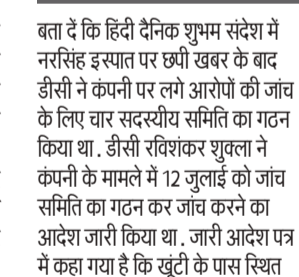 बता दें कि हिंदी दैनिक शुभम संदेश में
नरसिंह इस्पात पर छपी खबर के बाद
डीसी ने कंपनी पर लगे आरोपों की जांच
के लिए चार सदस्यीय समिति का गठन
किया था. डीसी रविशंकर शुक्ला ने
कंपनी के मामले में 12 जुलाई को जांच
समिति का गठन कर जांच करने का
आदेश जारी किया था. जारी आदेश पत्र
में कहा गया है कि खूंटी के पास स्थित